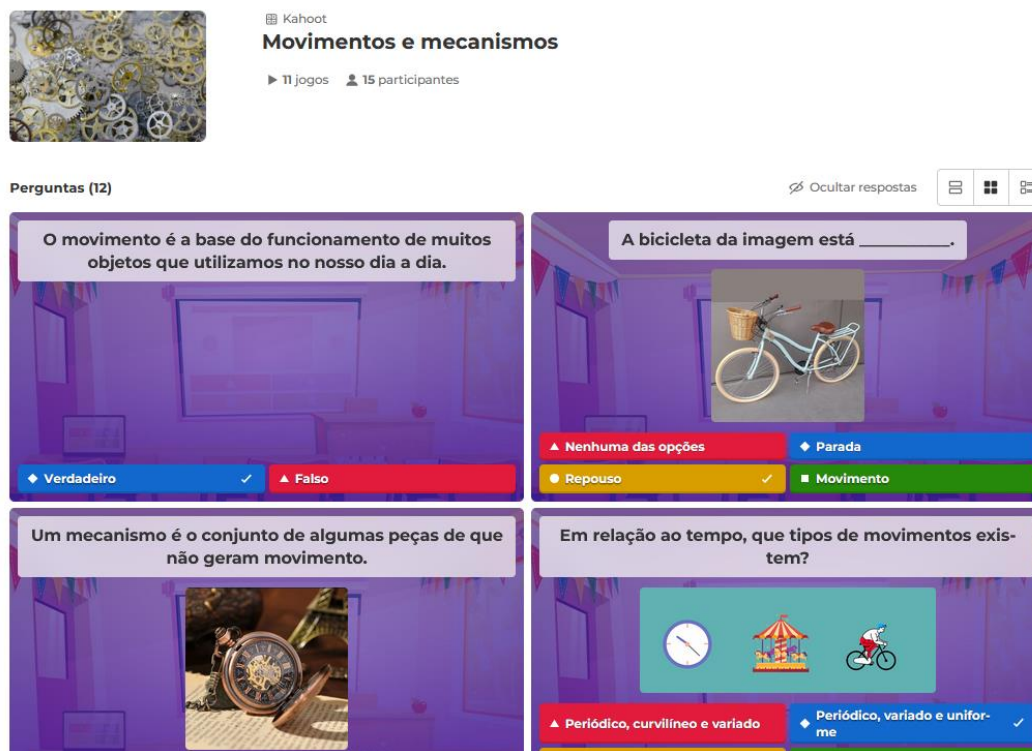 Kahoot
Movimentos e mecanismos
11 jogos 15 participantes
Perguntas (12)
Ocultar respostas
O movimento é a base do funcionamento de muitos
objetos que utilizamos no nosso dia a dia.
Verdadeiro
Falso
A bicicleta da imagem está __________.
Nenhuma das opções
Parada
Repouso
Movimento
Um mecanismo é o conjunto de algumas peças de que
não geram movimento.
Em relação ao tempo, que tipos de movimentos exis-
tem?
Periódico, curvilíneo e variado
Periódico, variado e unifor-
me